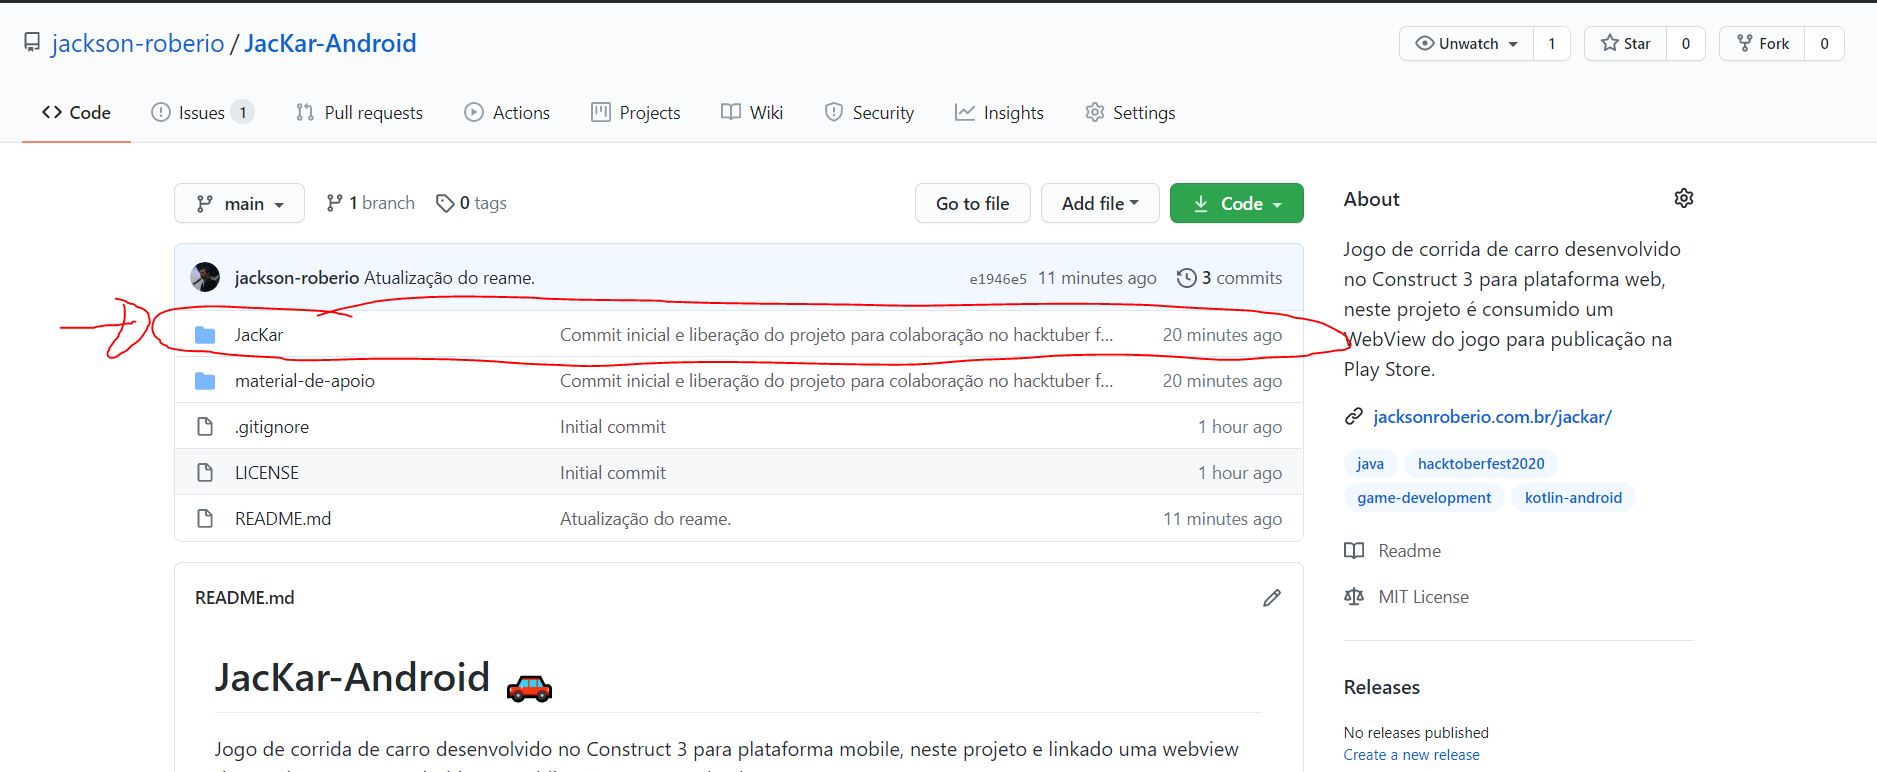 jackson-roberio / JacKar-Android
Unwatch 1 Star 0 Fork 0
Code Issues 1 Pull requests Actions Projects Wiki Security Insights Settings
main 1 branch 0 tags Go to file Add file Code
jackson-roberio Atualização do reame. e1946e5 11 minutes ago 3 commits
JacKar Commit inicial e liberação do projeto para colaboração no hacktuber f... 20 minutes ago
material-de-apoio Commit inicial e liberação do projeto para colaboração no hacktuber f... 20 minutes ago
.gitignore Initial commit 1 hour ago
LICENSE Initial commit 1 hour ago
README.md Atualização do reame. 11 minutes ago
README.md
JacKar-Android
Jogo de corrida de carro desenvolvido no Construct 3 para plataforma mobile, neste projeto e linkado uma webview
About
Jogo de corrida de carro desenvolvido
no Construct 3 para plataforma web,
neste projeto é consumido um
WebView do jogo para publicação na
Play Store.
jacksonroberio.com.br/jackar/
java hacktoberfest2020
game-development kotlin-android
Readme
MIT License
Releases
No releases published
Create a new release